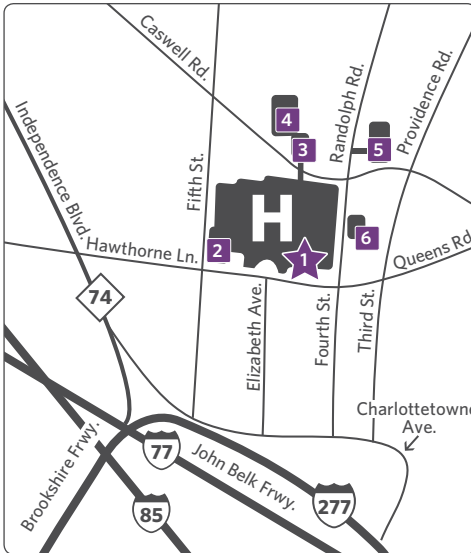 Caswell Rd.
Randolph Rd.
Providence Rd.
4
3
5
Independence Blvd.
Fifth St.
H
6
2
1
Hawthorne Ln.
Queens Rd.
74
Elizabeth Ave.
Fourth St.
Third St.
Charlottetowne
Ave.
Brookshire Frwy.
77
John Belk Frwy.
85
277